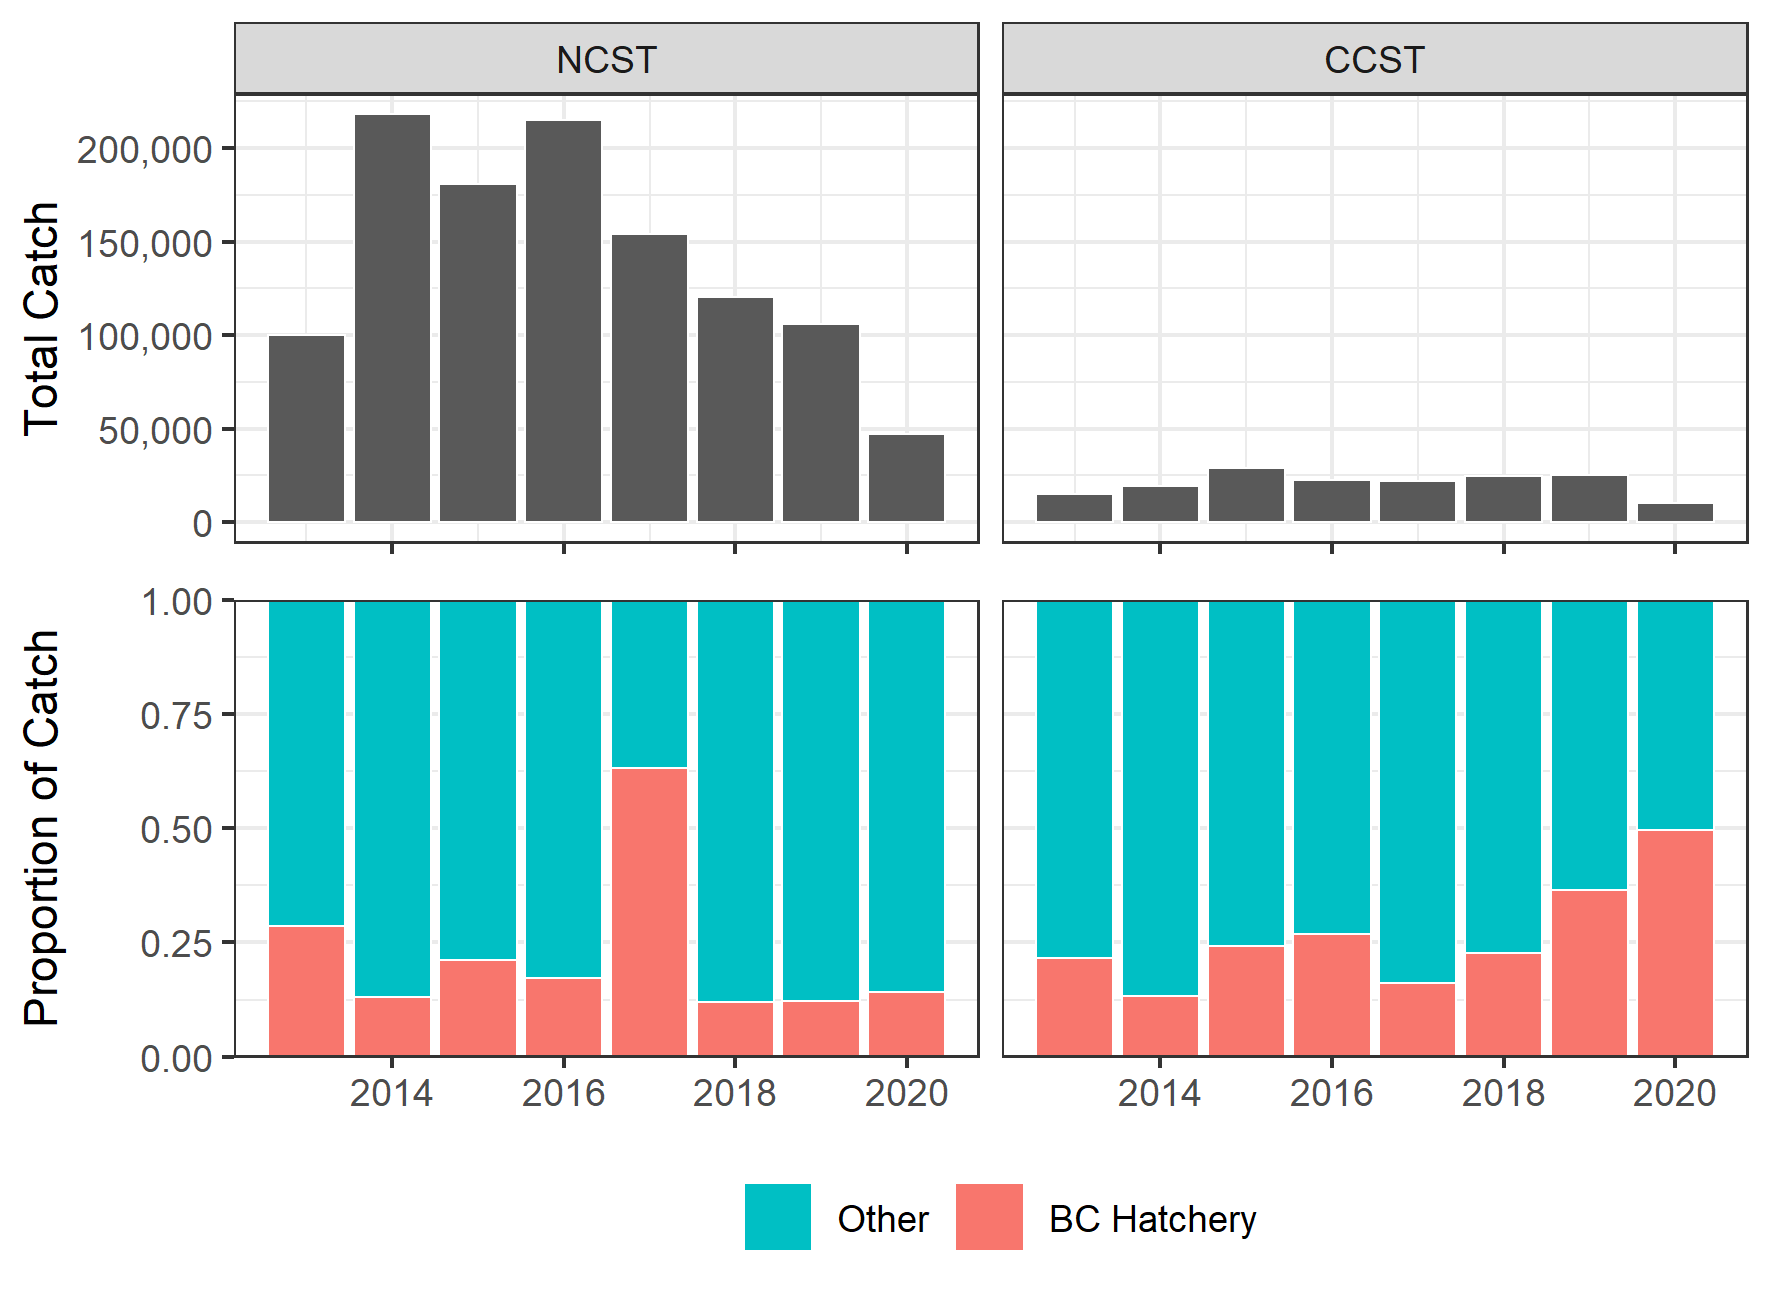 NCST
CCST
Total Catch
200,000
150,000
100,000
50,000
0
Proportion of Catch
1.00
0.75
0.50
0.25
0.00
2014 2016 2018 2020
2014 2016 2018 2020
Other BC Hatchery